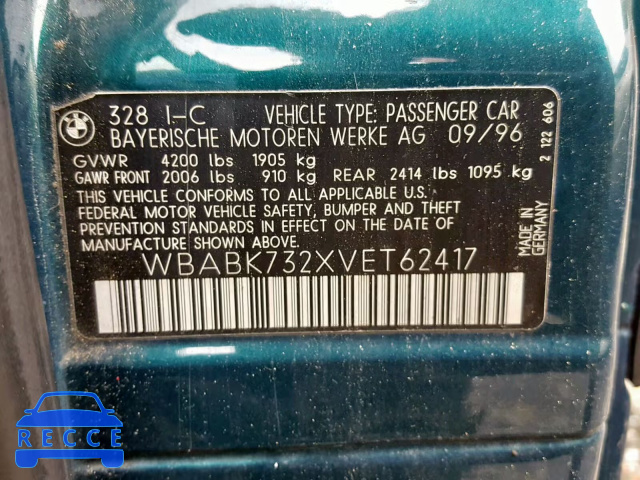 BMW
328 I-C VEHICLE TYPE: PASSENGER CAR
BAYERISCHE MOTOREN WERKE AG 09/96
GVWR 4200 lbs 1905 kg
GAWR FRONT 2006 lbs 910 kg REAR 2414 lbs 1095 kg
THIS VEHICLE CONFORMS TO ALL APPLICABLE U.S.
FEDERAL MOTOR VEHICLE SAFETY, BUMPER AND THEFT
PREVENTION STANDARDS IN EFFECT ON THE DATE OF
MANUFACTURE SHOWN ABOVE.
WBABK732XVET62417
2 122 606
MADE IN
GERMANY
RECCE